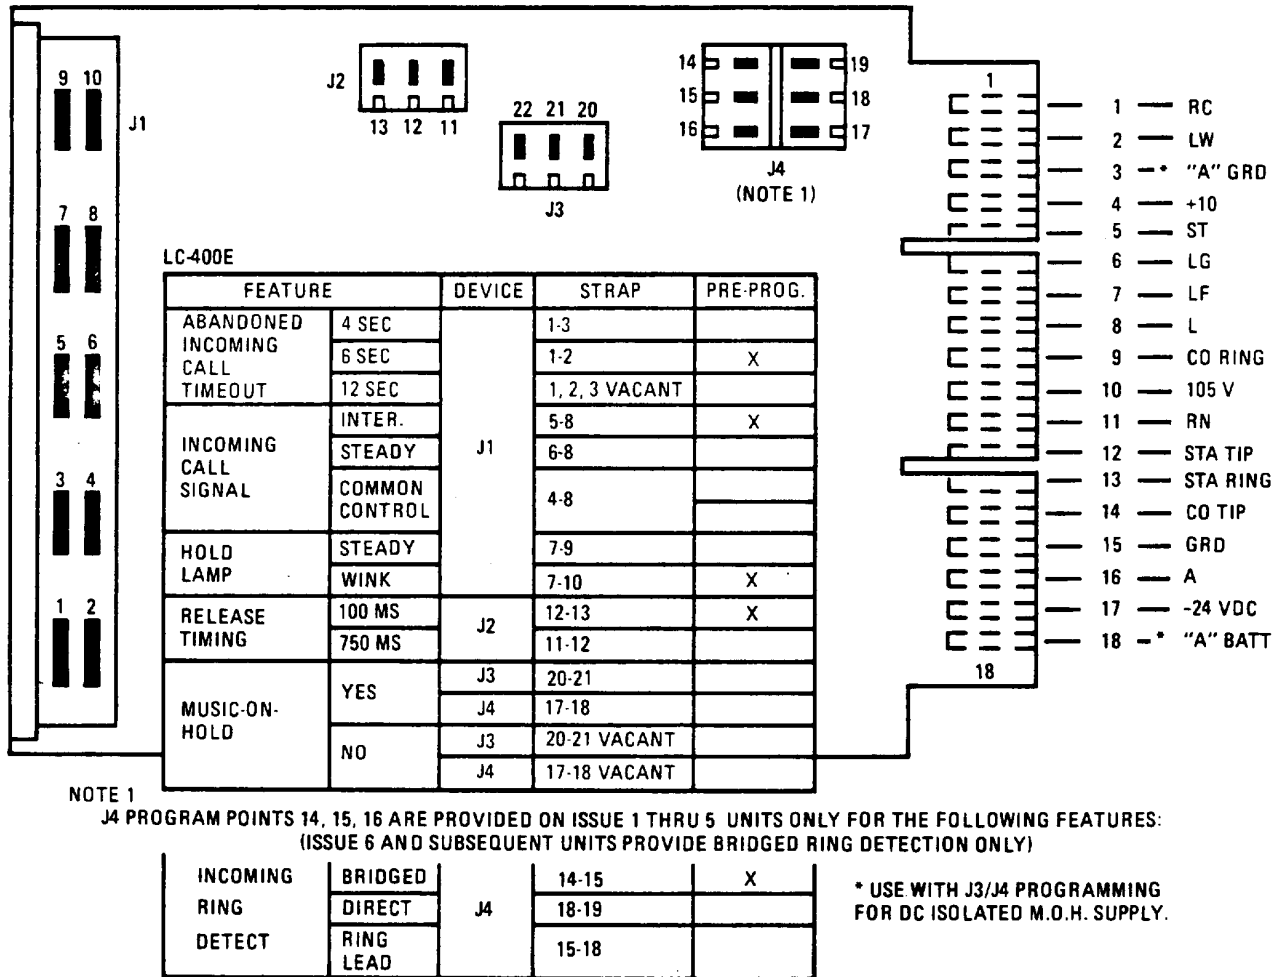 9 10
J1
7 8
5 6
3 4
1 2
J2
13 12 11
22 21 20
J3
14 19
15 18
16 17
J4
(NOTE 1)
1
1 RC
2 LW
3 * "A" GRD
4 +10
5 ST
6 LG
7 LF
8 L
9 CO RING
10 105 V
11 RN
12 STA TIP
13 STA RING
14 CO TIP
15 GRD
16 A
17 -24 VDC
18 * "A" BATT
18
LC-400E
FEATURE DEVICE STRAP PRE-PROG.
ABANDONED INCOMING CALL TIMEOUT 4 SEC J1 1-3
6 SEC 1-2 X
12 SEC 1, 2, 3 VACANT
INCOMING CALL SIGNAL INTER. 5-8 X
STEADY 6-8
COMMON CONTROL 4-8
HOLD LAMP STEADY 7-9
WINK 7-10 X
RELEASE TIMING 100 MS J2 12-13 X
750 MS 11-12
MUSIC-ON-HOLD YES J3 20-21
J4 17-18
NO J3 20-21 VACANT
J4 17-18 VACANT
NOTE 1
J4 PROGRAM POINTS 14, 15, 16 ARE PROVIDED ON ISSUE 1 THRU 5 UNITS ONLY FOR THE FOLLOWING FEATURES:
(ISSUE 6 AND SUBSEQUENT UNITS PROVIDE BRIDGED RING DETECTION ONLY)
INCOMING RING DETECT BRIDGED J4 14-15 X
DIRECT 18-19
RING LEAD 15-18
* USE WITH J3/J4 PROGRAMMING
FOR DC ISOLATED M.O.H. SUPPLY.